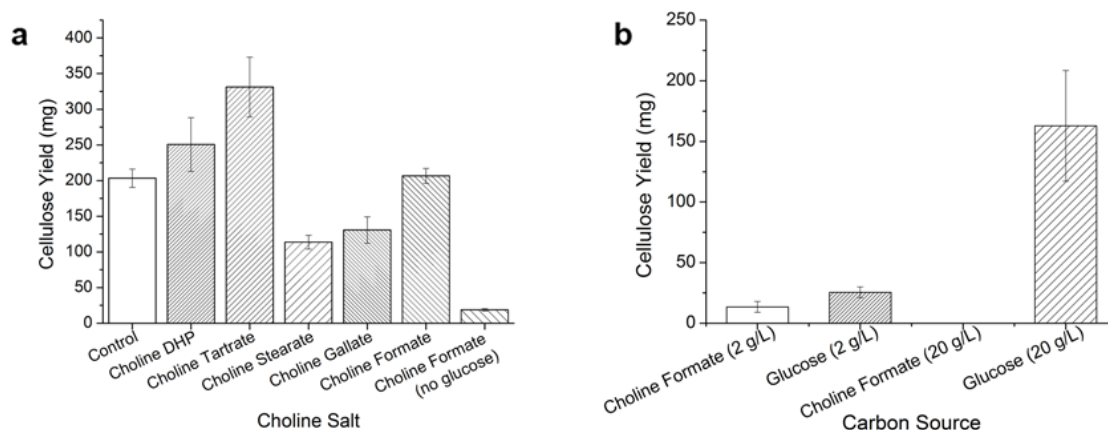 a
400
350
300
250
200
150
100
50
0
Cellulose Yield (mg)
Control
Choline DHP
Choline Tartrate
Choline Stearate
Choline Gallate
Choline Formate
Choline Formate
(no glucose)
Choline Salt
b
250
200
150
100
50
0
Cellulose Yield (mg)
Choline Formate (2 g/L)
Glucose (2 g/L)
Choline Formate (20 g/L)
Glucose (20 g/L)
Carbon Source